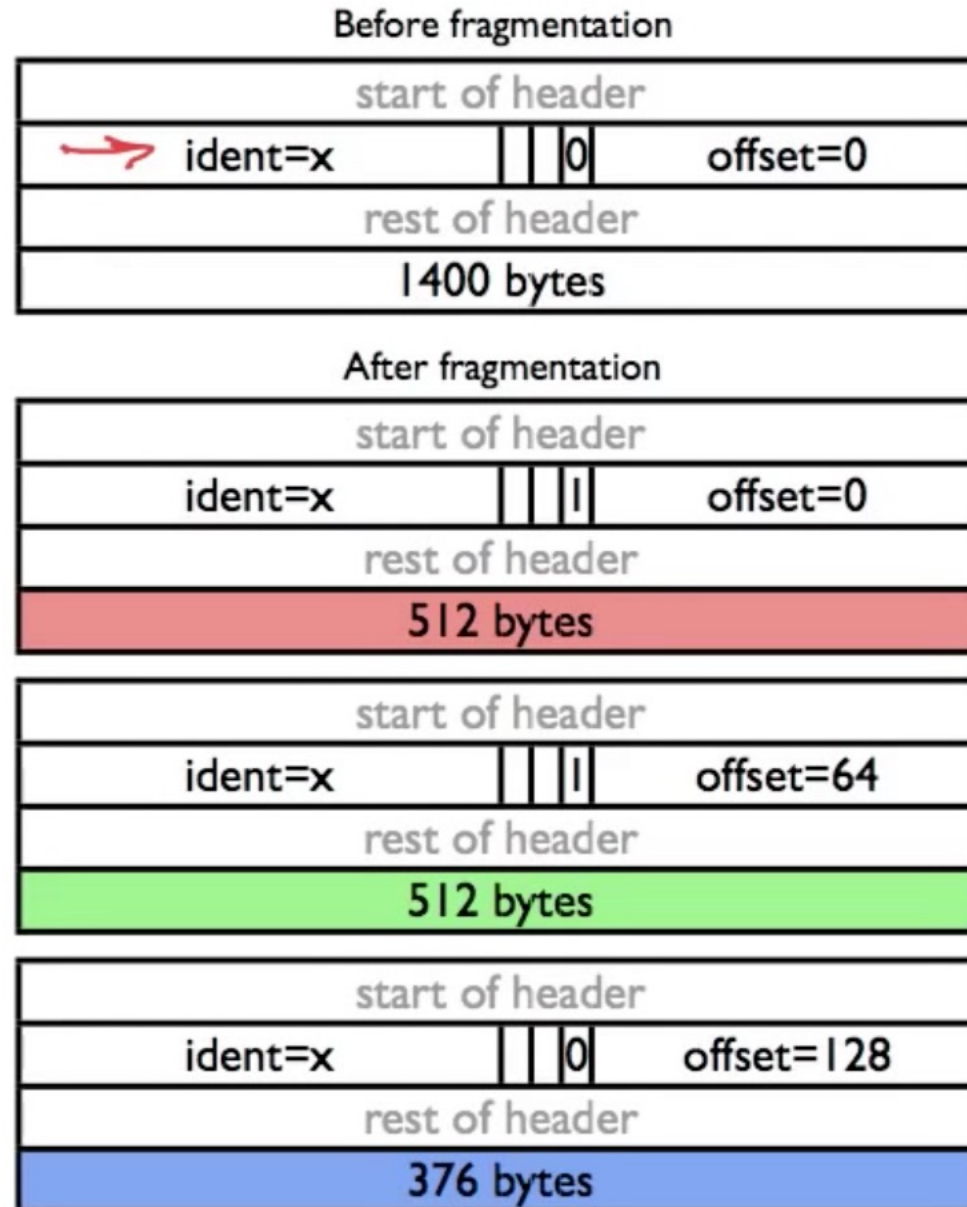 Before fragmentation
start of header
ident=x 0 offset=0
rest of header
1400 bytes
After fragmentation
start of header
ident=x 1 offset=0
rest of header
512 bytes
start of header
ident=x 1 offset=64
rest of header
512 bytes
start of header
ident=x 0 offset=128
rest of header
376 bytes